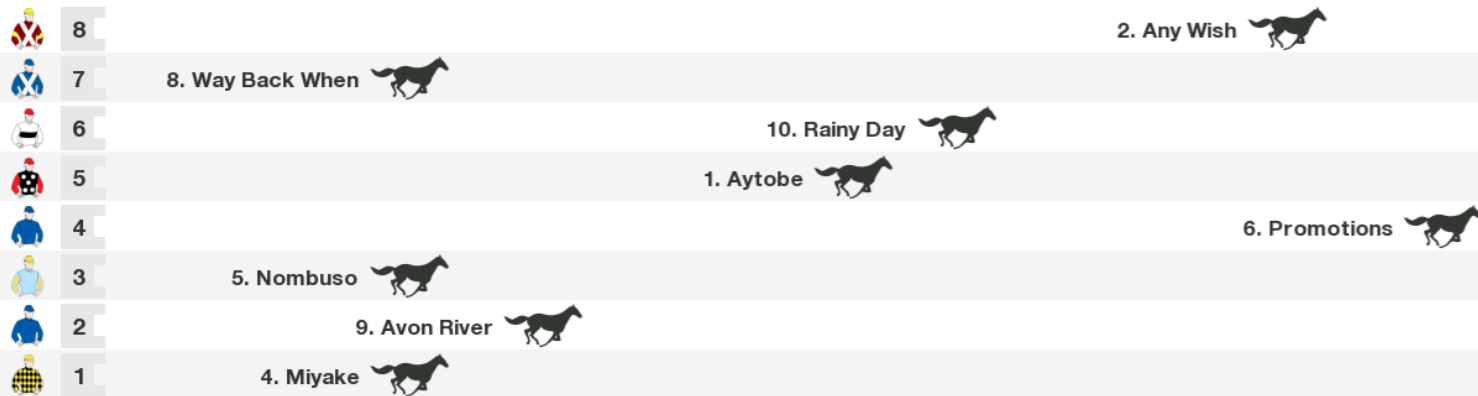 8 2. Any Wish
7 8. Way Back When
6 10. Rainy Day
5 1. Aytobe
4 6. Promotions
3 5. Nombuso
2 9. Avon River
1 4. Miyake